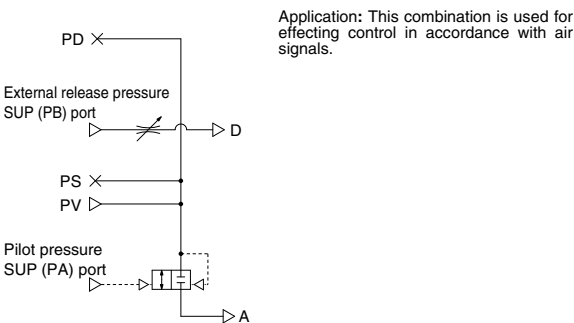 Application: This combination is used for
effecting control in accordance with air
signals.
PD
External release pressure
SUP (PB) port
D
PS
PV
Pilot pressure
SUP (PA) port
A